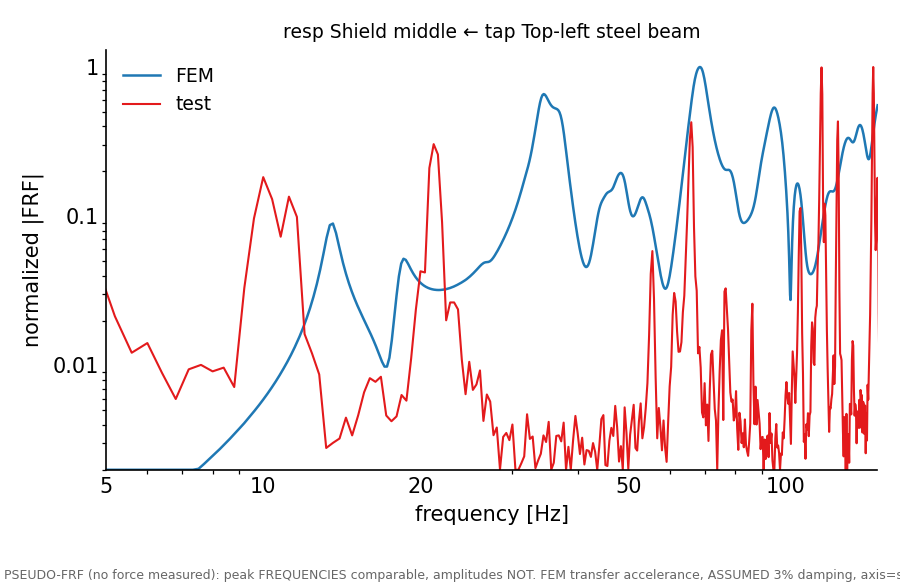 resp Shield middle ← tap Top-left steel beam
FEM
test
1
0.1
0.01
normalized |FRF|
5 10 20 50 100
frequency [Hz]
PSEUDO-FRF (no force measured): peak FREQUENCIES comparable, amplitudes NOT. FEM transfer accelerance, ASSUMED 3% damping, axis=s